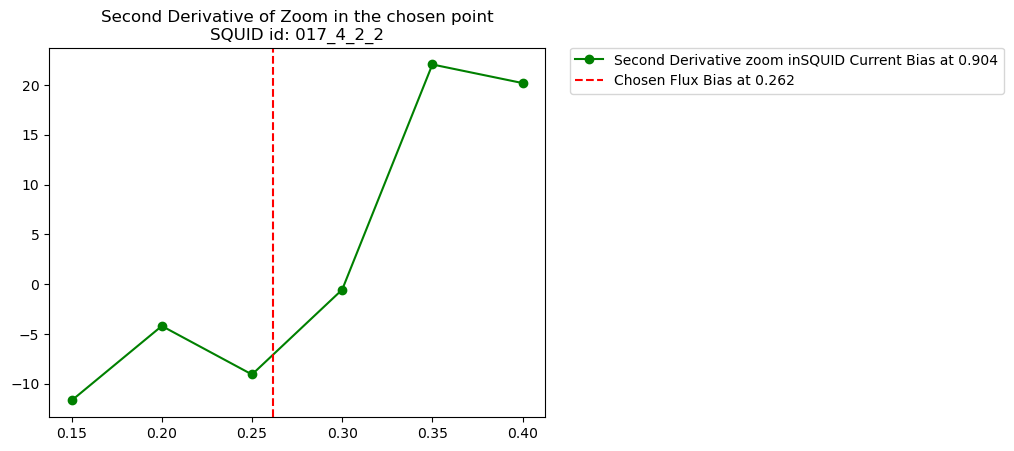 Second Derivative of Zoom in the chosen point
SQUID id: 017_4_2_2
Second Derivative zoom inSQUID Current Bias at 0.904
Chosen Flux Bias at 0.262
20
15
10
5
0
−5
−10
0.15 0.20 0.25 0.30 0.35 0.40